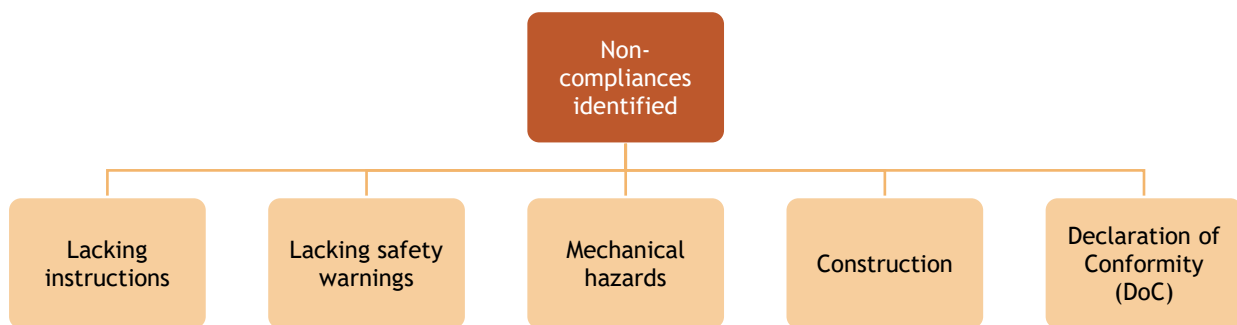 Non-
compliances
identified
Lacking
instructions
Lacking safety
warnings
Mechanical
hazards
Construction
Declaration of
Conformity
(DoC)